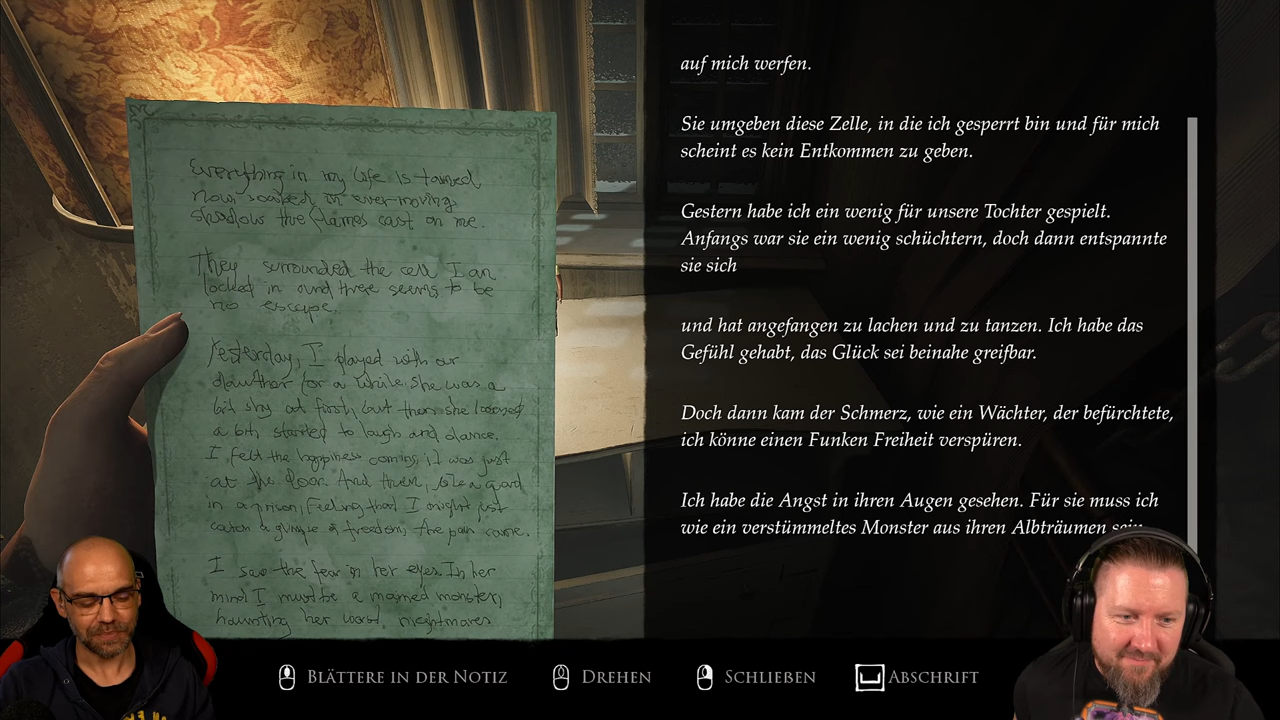 Everything in my life is tained
now, soaked in ever-moving
shadows the flames cast on me.
They surrounded the cell I am
locked in and there seems to be
no escape.
Yesterday, I played with our
dauther for a while. She was a
bit shy at first, but then she loosed
a bit, started to laugh and dance.
I felt the happiness coming, it was just
at the door. And then, like a guard
in a prison, feeling that I might just
catch a glimpse of freedom, the pain came.
I saw the fear in her eyes. In her
mind I must be a mamed monster,
haunting her worst nightmares
auf mich werfen.
Sie umgeben diese Zelle, in die ich gesperrt bin und für mich
scheint es kein Entkommen zu geben.
Gestern habe ich ein wenig für unsere Tochter gespielt.
Anfangs war sie ein wenig schüchtern, doch dann entspannte
sie sich
und hat angefangen zu lachen und zu tanzen. Ich habe das
Gefühl gehabt, das Glück sei beinahe greifbar.
Doch dann kam der Schmerz, wie ein Wächter, der befürchtete,
ich könne einen Funken Freiheit verspüren.
Ich habe die Angst in ihren Augen gesehen. Für sie muss ich
wie ein verstümmeltes Monster aus ihren Albträumen sein.
Blättere in der Notiz
Drehen
Schließen
Abschrift